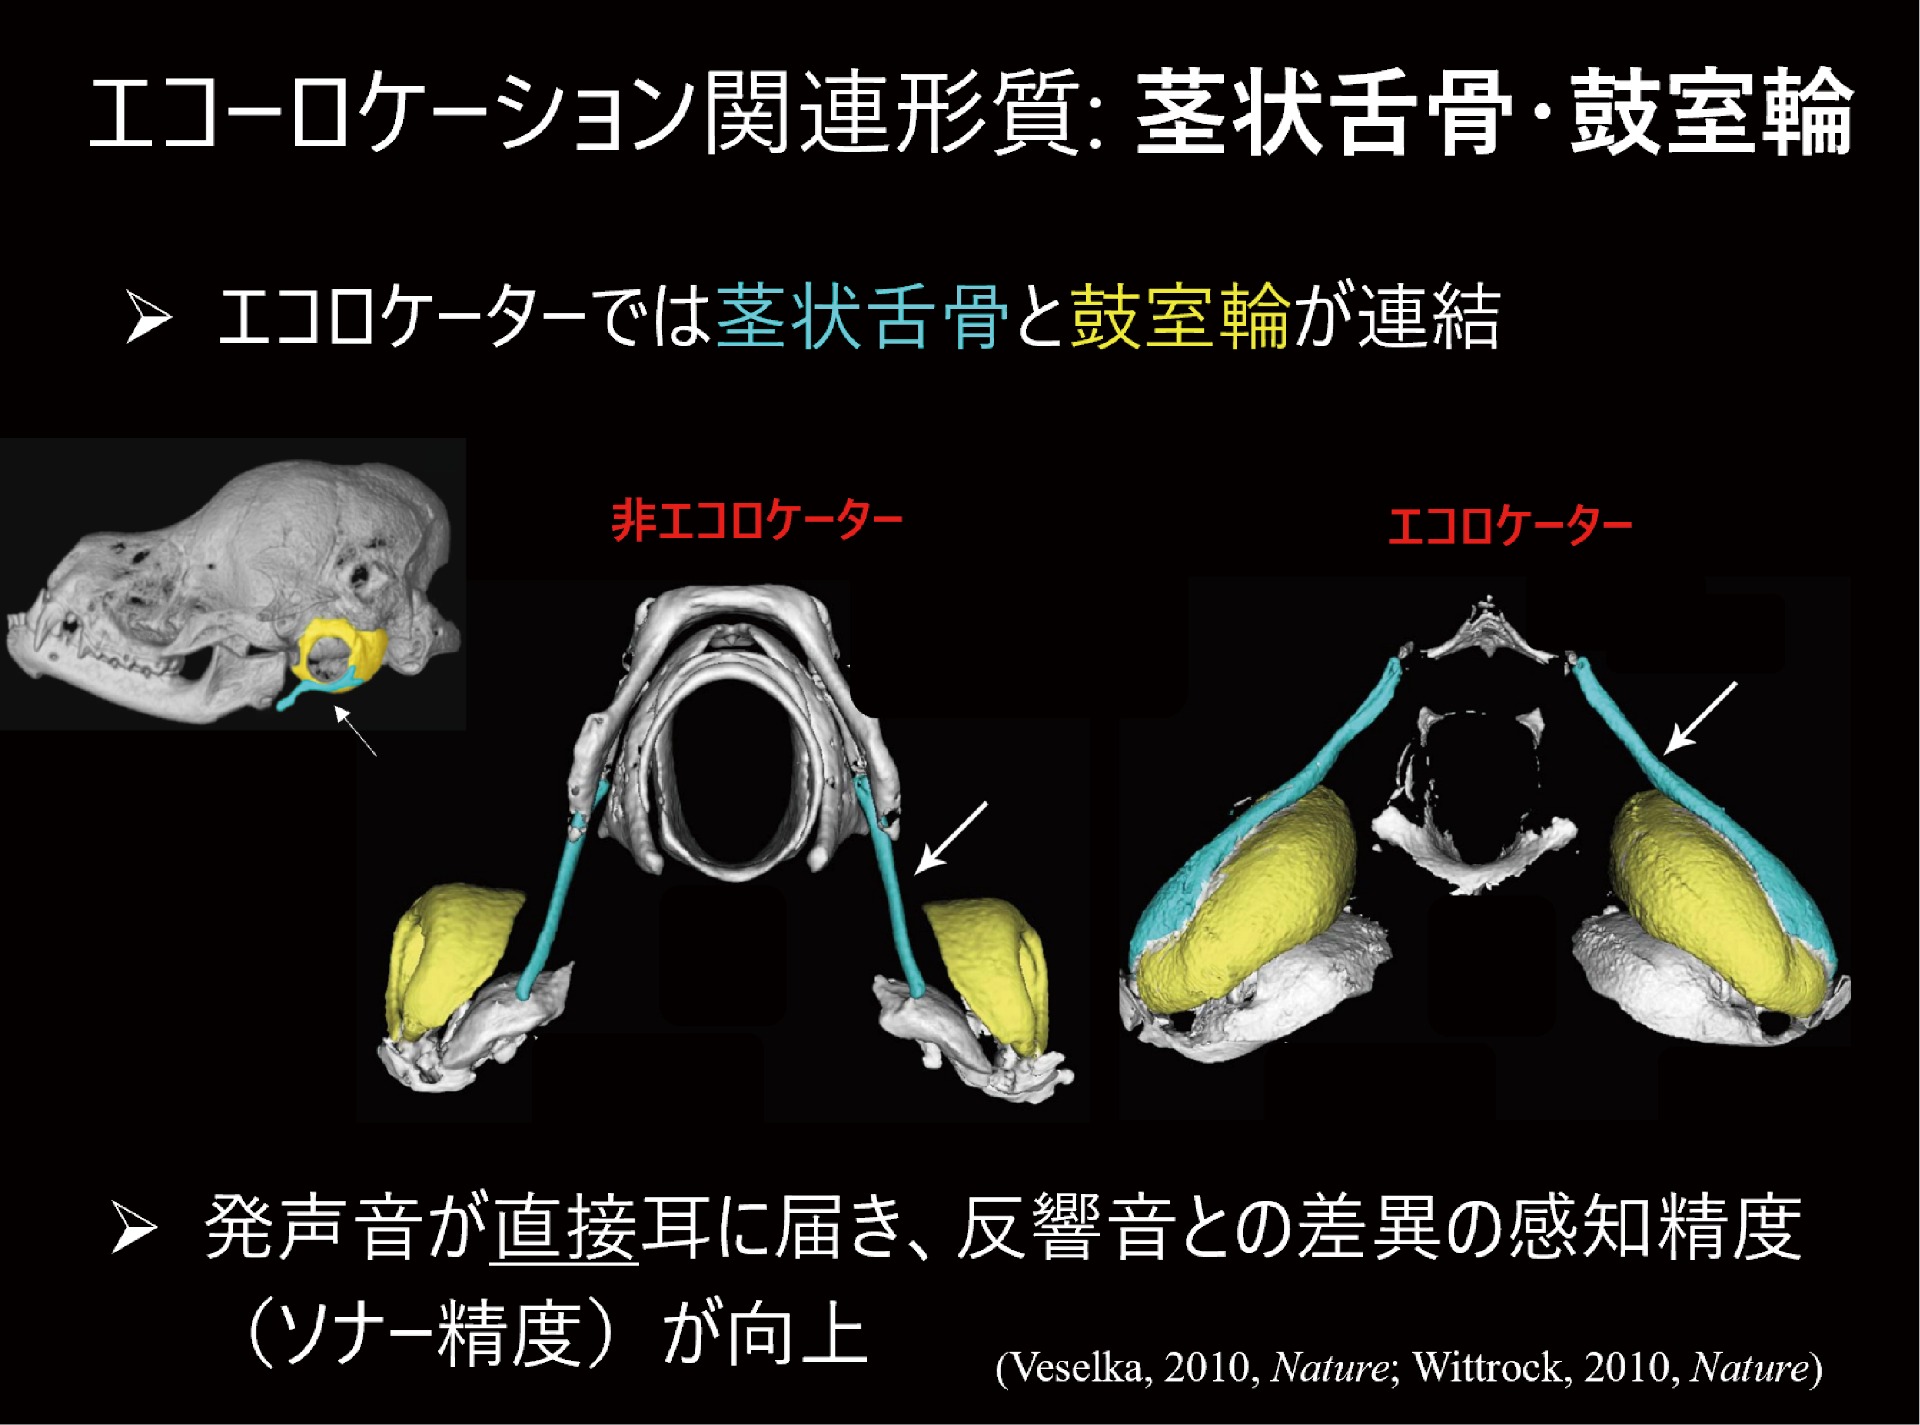 エコーロケーション関連形質: 茎状舌骨・鼓室輪
➢ エコロケーターでは茎状舌骨と鼓室輪が連結
非エコロケーター
エコロケーター
➢ 発声音が直接耳に届き、反響音との差異の感知精度
（ソナー精度）が向上
(Veselka, 2010, Nature; Wittrock, 2010, Nature)